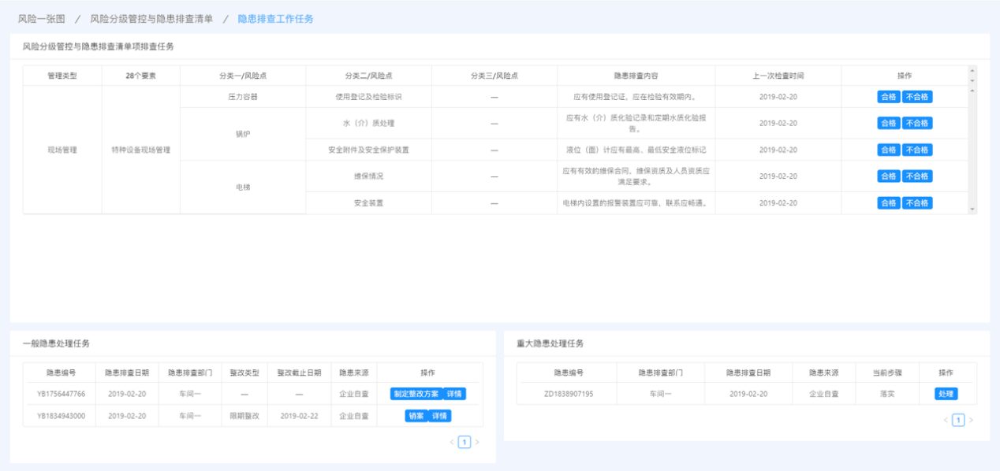 风险一张图 / 风险分级管控与隐患排查清单 / 隐患排查工作任务
风险分级管控与隐患排查清单项排查任务
管理类型 28个要素 分类一/风险点 分类二/风险点 分类三/风险点 隐患排查内容 上一次检查时间 操作
现场管理 特种设备现场管理 压力容器 使用登记及检验标识 — 应有使用登记证，应在检验有效期内。 2019-02-20 合格 不合格
锅炉 水（介）质处理 — 应有水（介）质化验记录和定期水质化验报
告。 2019-02-20 合格 不合格
安全附件及安全保护装置 — 液位（面）计应有最高、最低安全液位标记 2019-02-20 合格 不合格
电梯 维保情况 — 应有有效的维保合同，维保资质及人员资质应
满足要求。 2019-02-20 合格 不合格
安全装置 — 电梯内设置的报警装置应可靠，联系应畅通。 2019-02-20 合格 不合格
一般隐患处理任务
隐患编号 隐患排查日期 隐患排查部门 整改类型 整改截止日期 隐患来源 操作
YB1756447766 2019-02-20 车间一 — — 企业自查 制定整改方案 详情
YB1834943000 2019-02-20 车间一 限期整改 2019-02-22 企业自查 销案 详情
< 1 >
重大隐患处理任务
隐患编号 隐患排查部门 隐患排查日期 隐患来源 当前步骤 操作
ZD1838907195 车间一 2019-02-20 企业自查 落实 处理
< 1 >